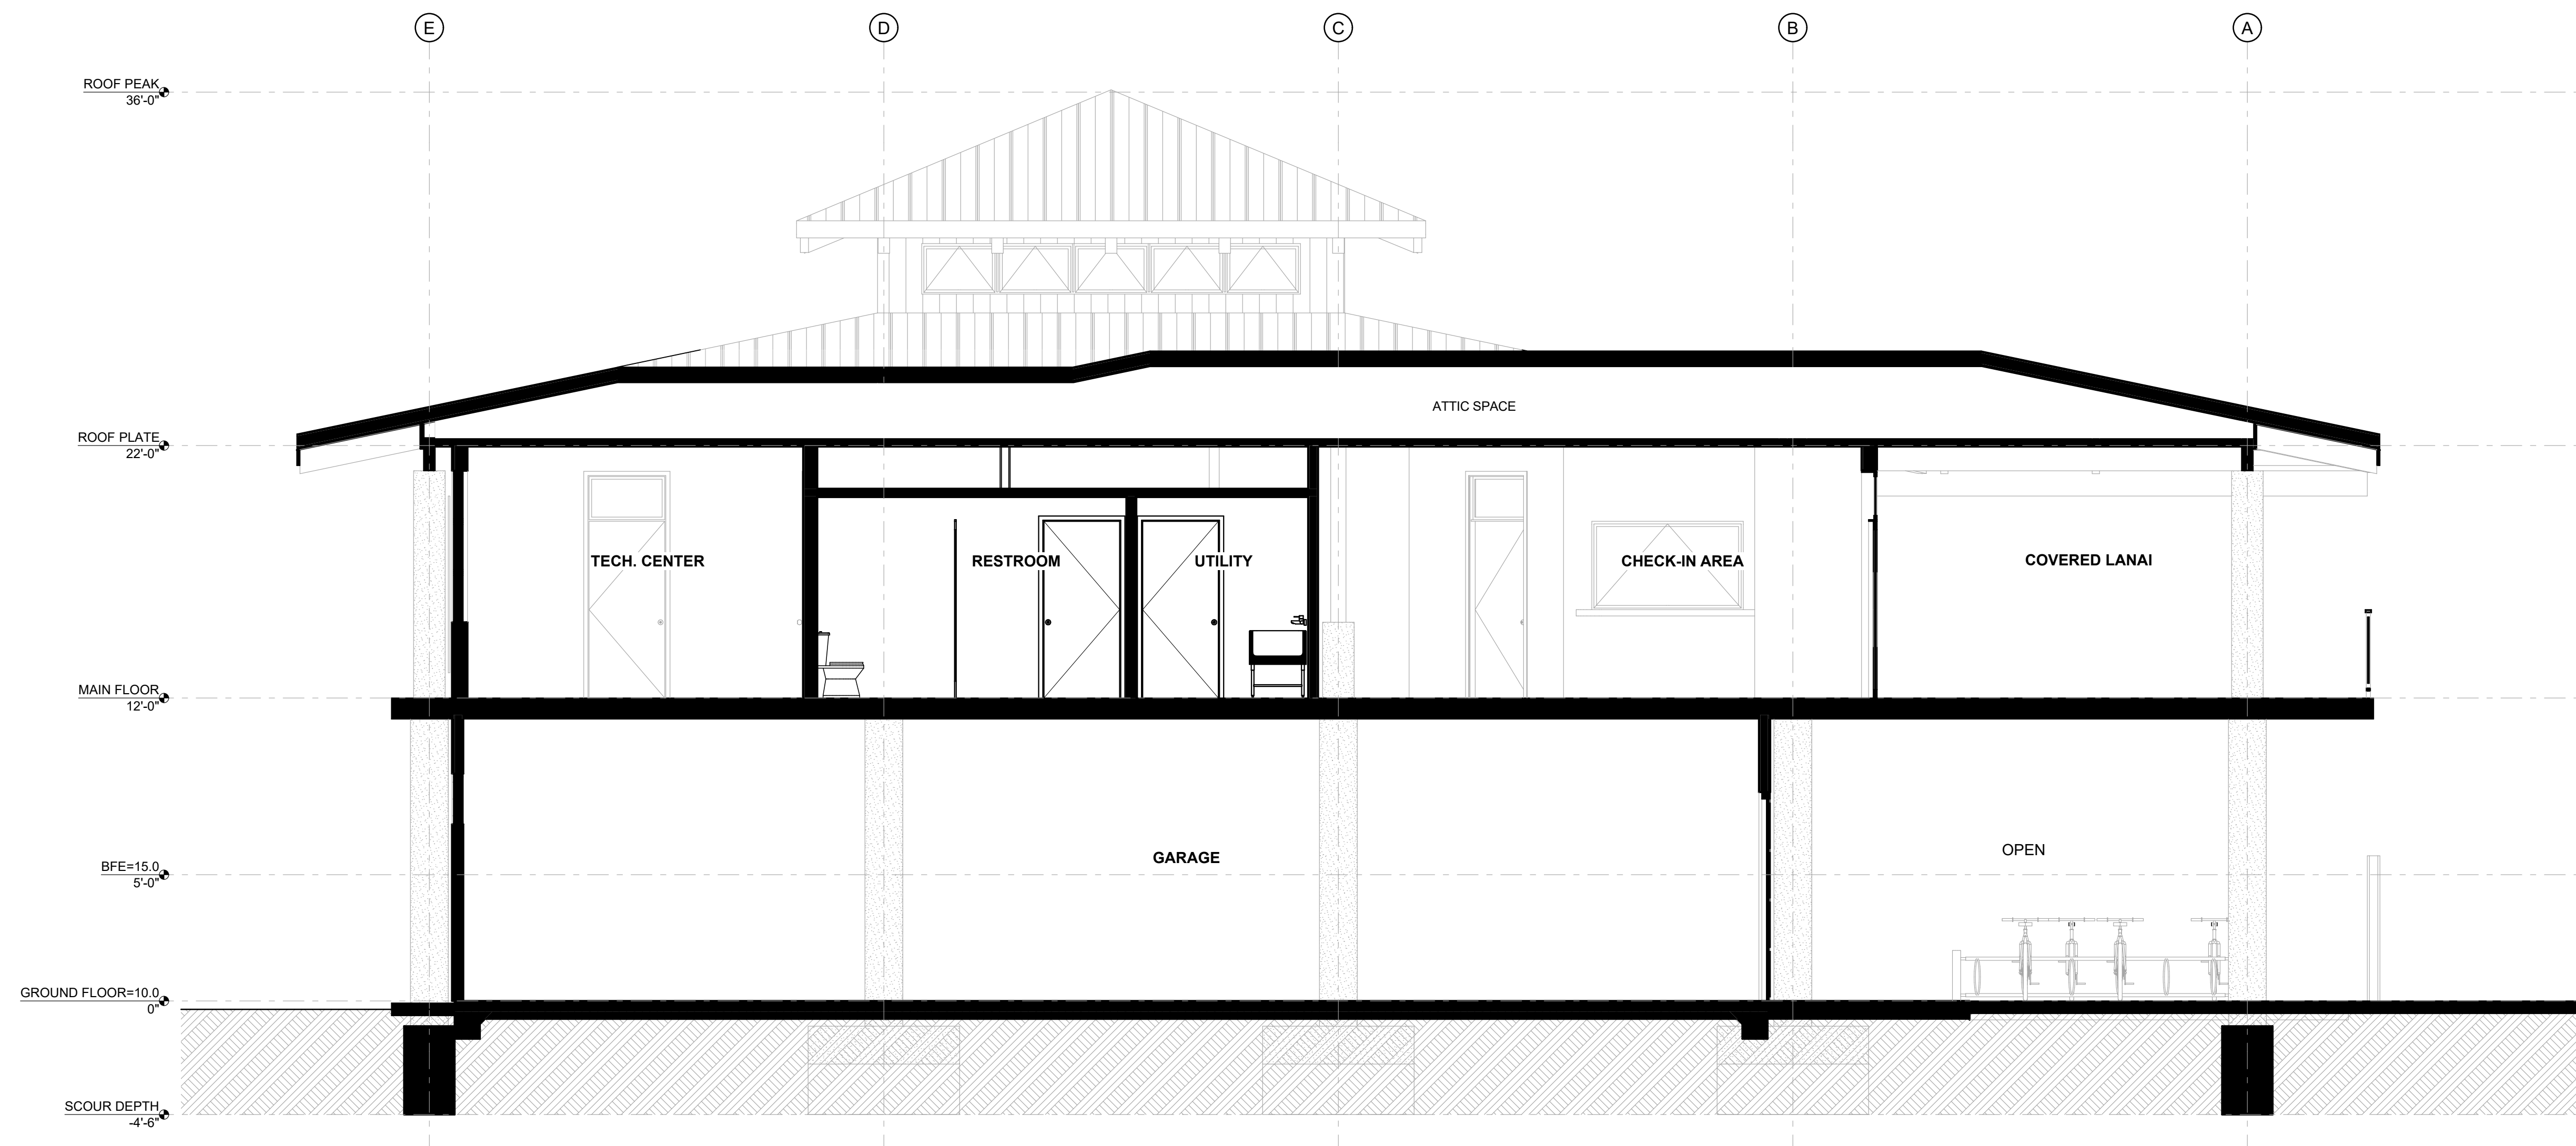 E D C B A
ROOF PEAK
36'-0"
ATTIC SPACE
ROOF PLATE
22'-0"
TECH. CENTER RESTROOM UTILITY CHECK-IN AREA COVERED LANAI
MAIN FLOOR
12'-0"
GARAGE OPEN
BFE=15.0
5'-0"
GROUND FLOOR=10.0
0"
SCOUR DEPTH
-4'-6"